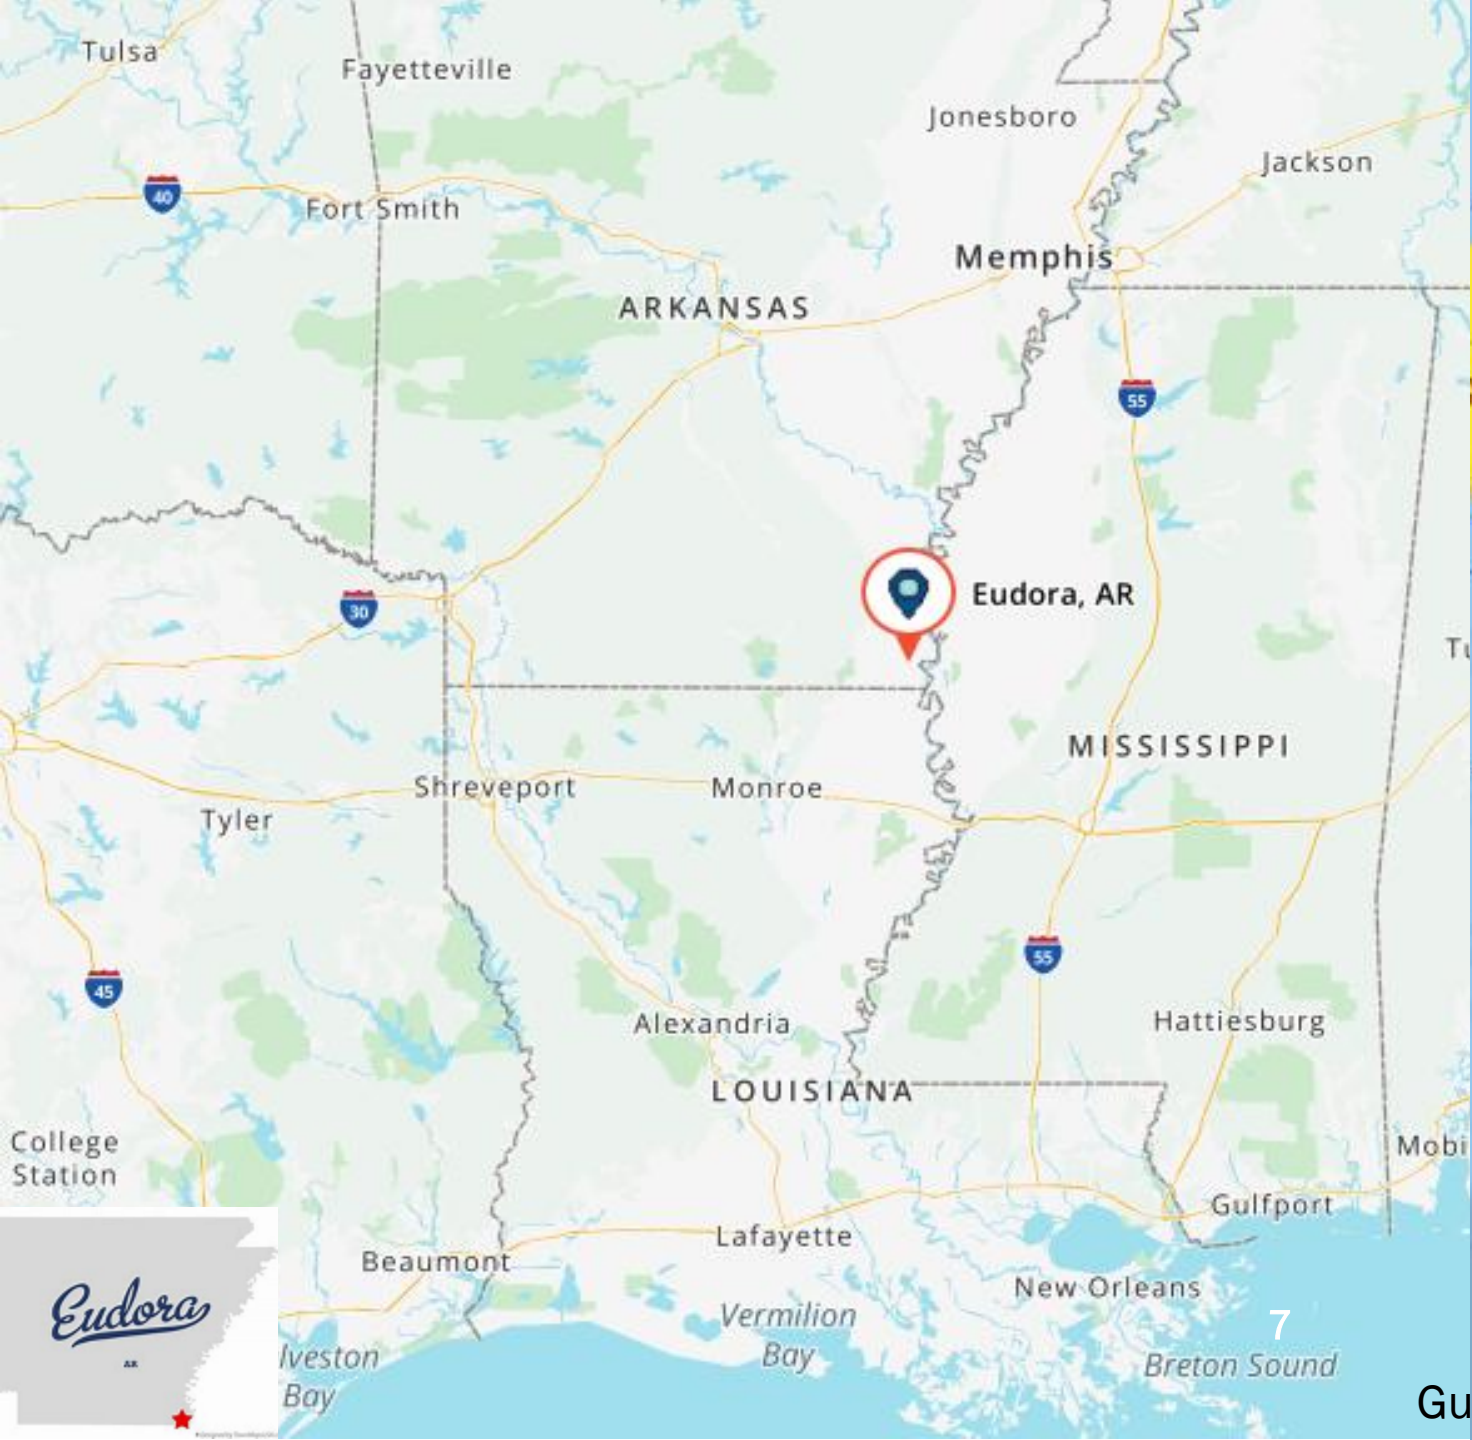 Tulsa
Fayetteville
Jonesboro
Jackson
40
Fort Smith
Memphis
ARKANSAS
55
Eudora, AR
30
Tu
MISSISSIPPI
Shreveport
Monroe
Tyler
55
45
Alexandria
Hattiesburg
LOUISIANA
College
Station
Mobi
Gulfport
Lafayette
Beaumont
New Orleans
Eudora
AR
Vermilion
Bay
7
lveston
Bay
Breton Sound
Gu